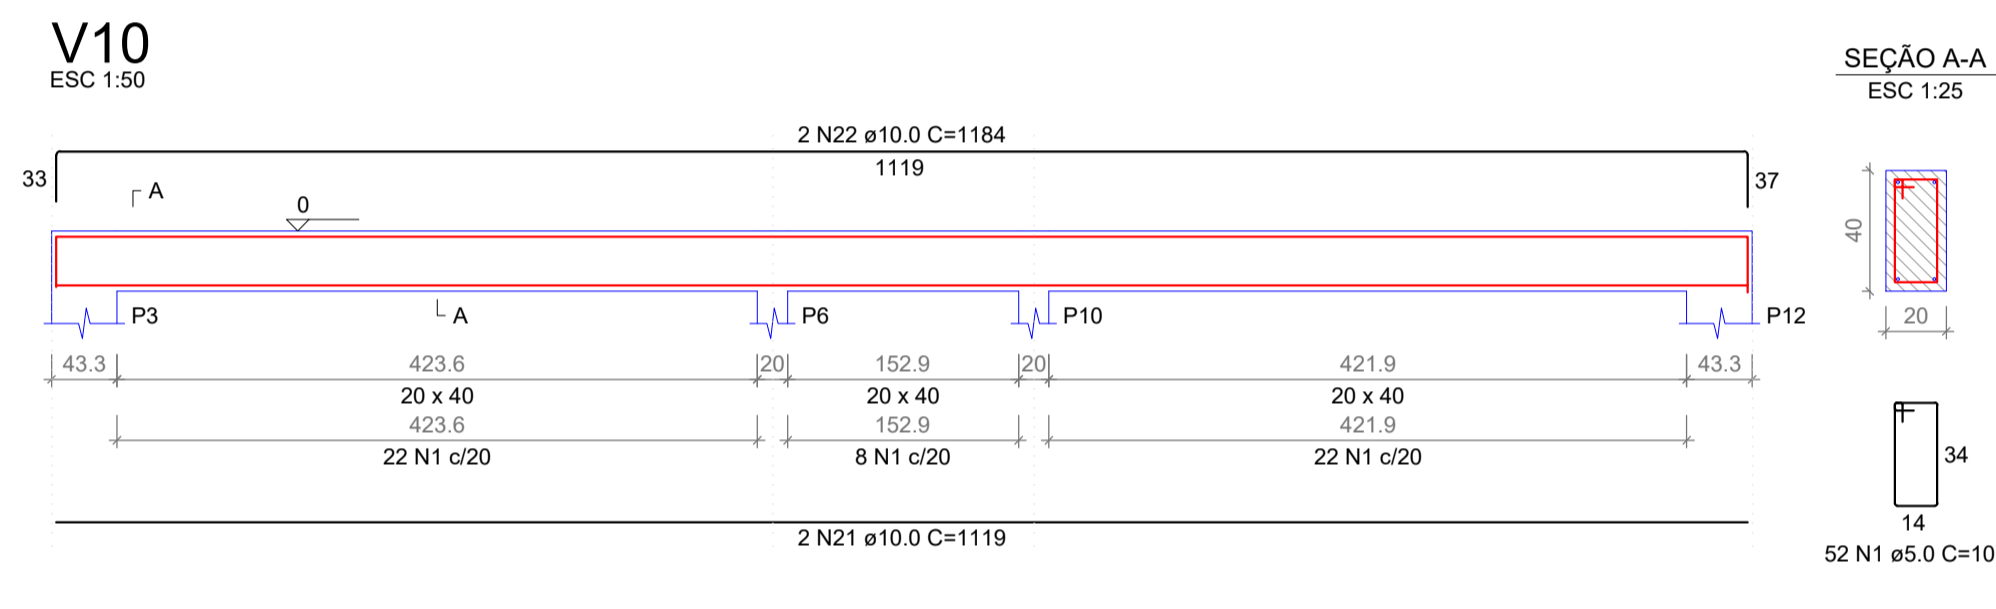 V10
ESC 1:50
SEÇÃO A-A
ESC 1:25
2 N22 ø10.0 C=1184
1119
33
37
A
0
40
A
P3
P6
P10
P12
20
43.3
423.6
20
152.9
20
421.9
43.3
20 x 40
20 x 40
20 x 40
423.6
152.9
421.9
22 N1 c/20
8 N1 c/20
22 N1 c/20
34
14
2 N21 ø10.0 C=1119
52 N1 ø5.0 C=10